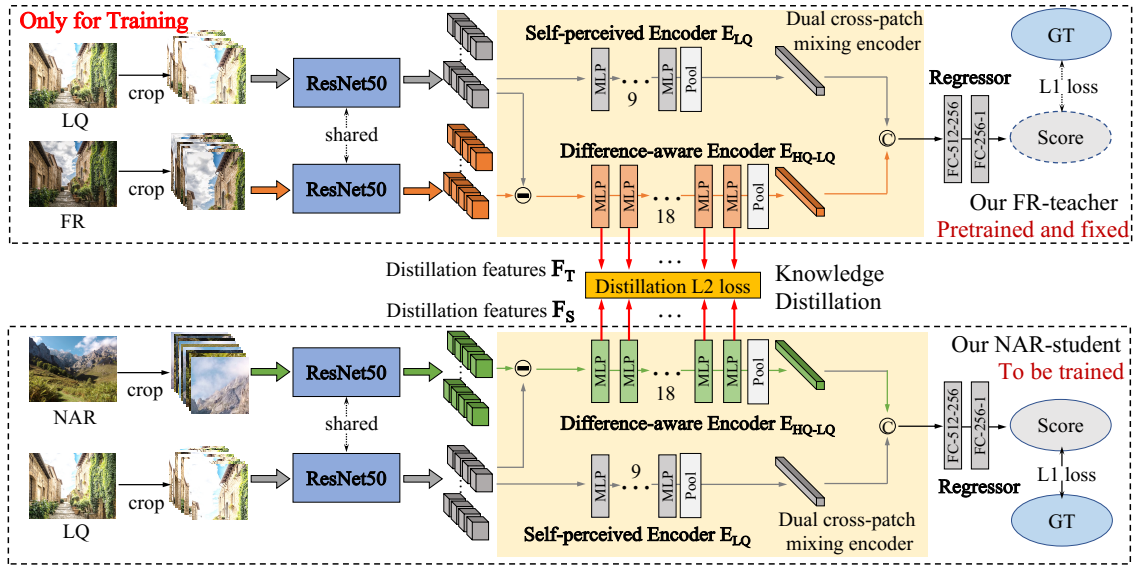 Only for Training
LQ
crop
ResNet50
shared
FR
crop
ResNet50
Self-perceived Encoder E_LQ
MLP
9
MLP
Pool
Dual cross-patch
mixing encoder
Difference-aware Encoder E_HQ-LQ
MLP
MLP
18
MLP
MLP
Pool
C
Regressor
FC-512-256
FC-256-1
GT
L1 loss
Score
Our FR-teacher
Pretrained and fixed
Distillation features F_T
Distillation L2 loss
Distillation features F_S
Knowledge
Distillation
NAR
crop
ResNet50
shared
LQ
crop
ResNet50
MLP
MLP
18
MLP
MLP
Pool
Difference-aware Encoder E_HQ-LQ
MLP
9
MLP
Pool
Self-perceived Encoder E_LQ
Dual cross-patch
mixing encoder
C
Our NAR-student
To be trained
FC-512-256
FC-256-1
Regressor
Score
L1 loss
GT